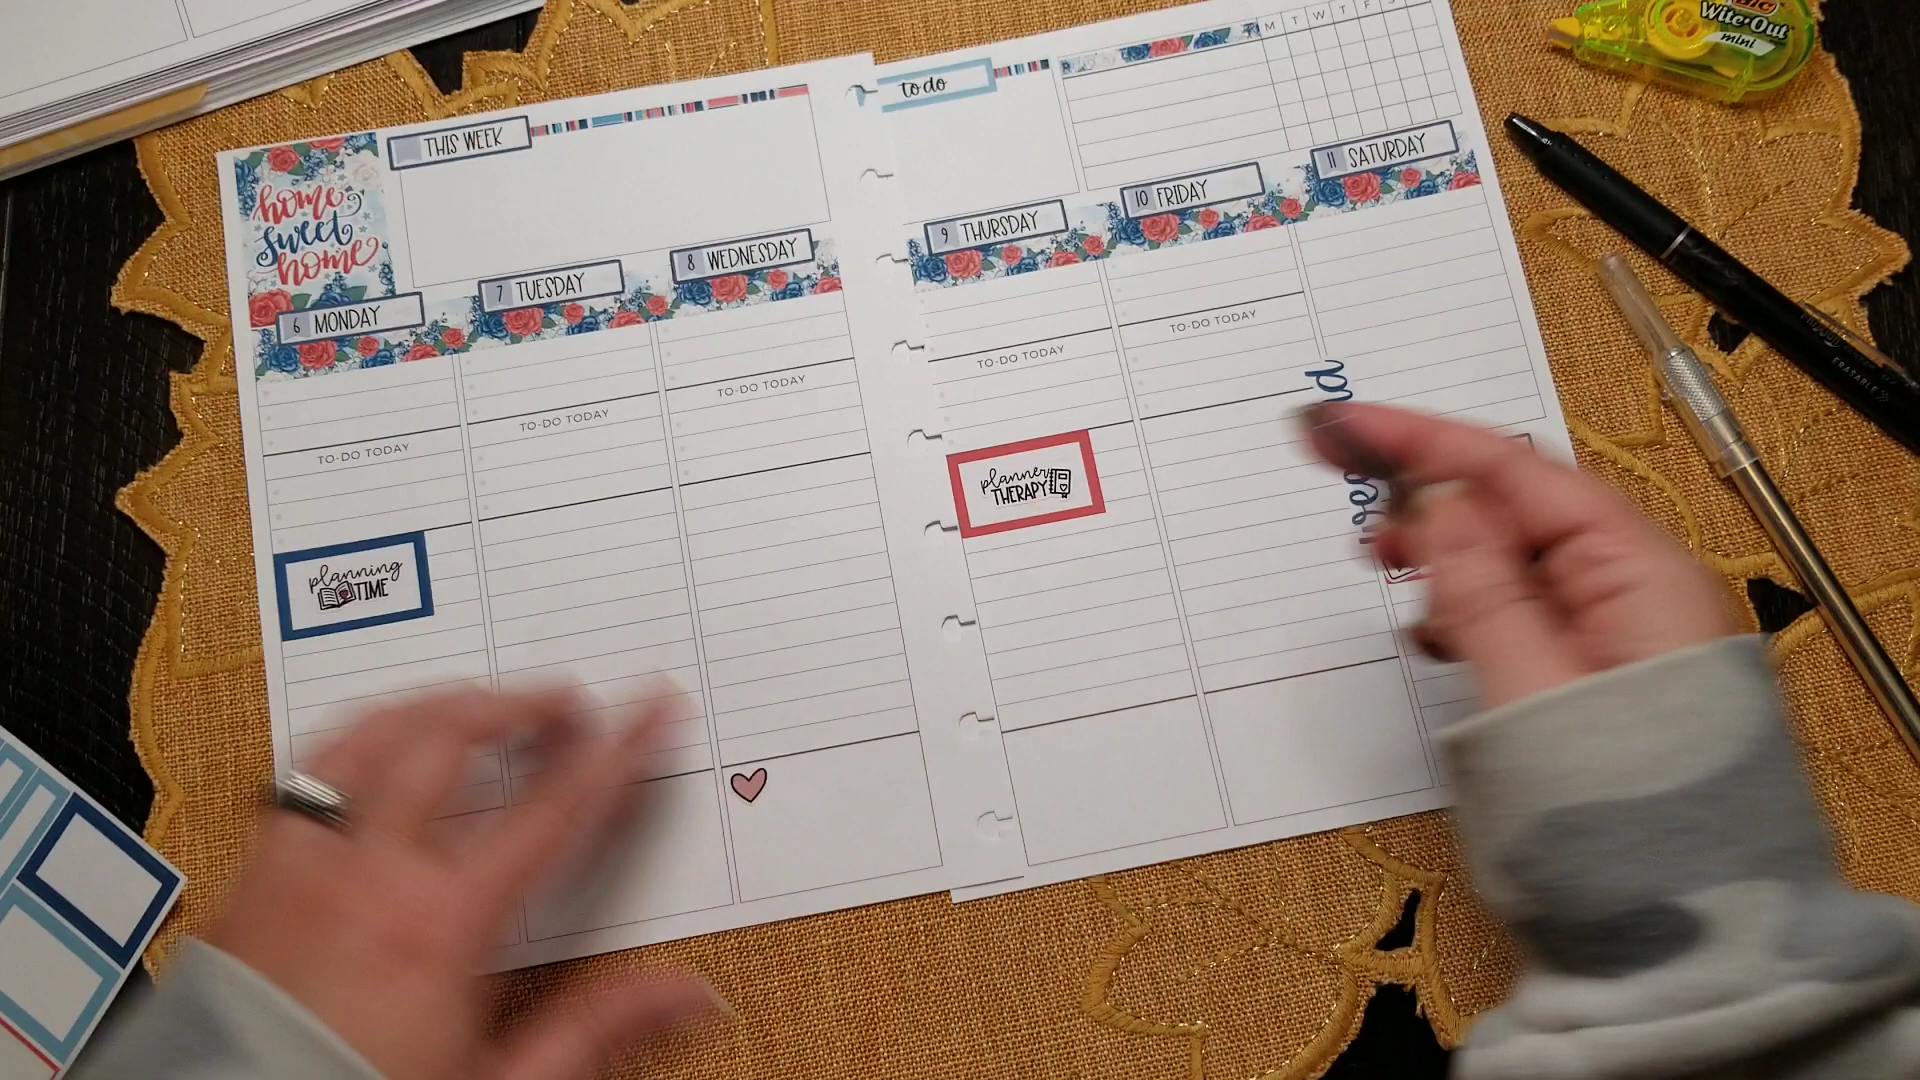 BIC
Wite-Out
mini
to do
M T W T F S
THIS WEEK
home
sweet
home
6 MONDAY
7 TUESDAY
8 WEDNESDAY
9 THURSDAY
10 FRIDAY
11 SATURDAY
TO-DO TODAY
TO-DO TODAY
TO-DO TODAY
TO-DO TODAY
TO-DO TODAY
planning
TIME
planner
THERAPY
ERASABLE